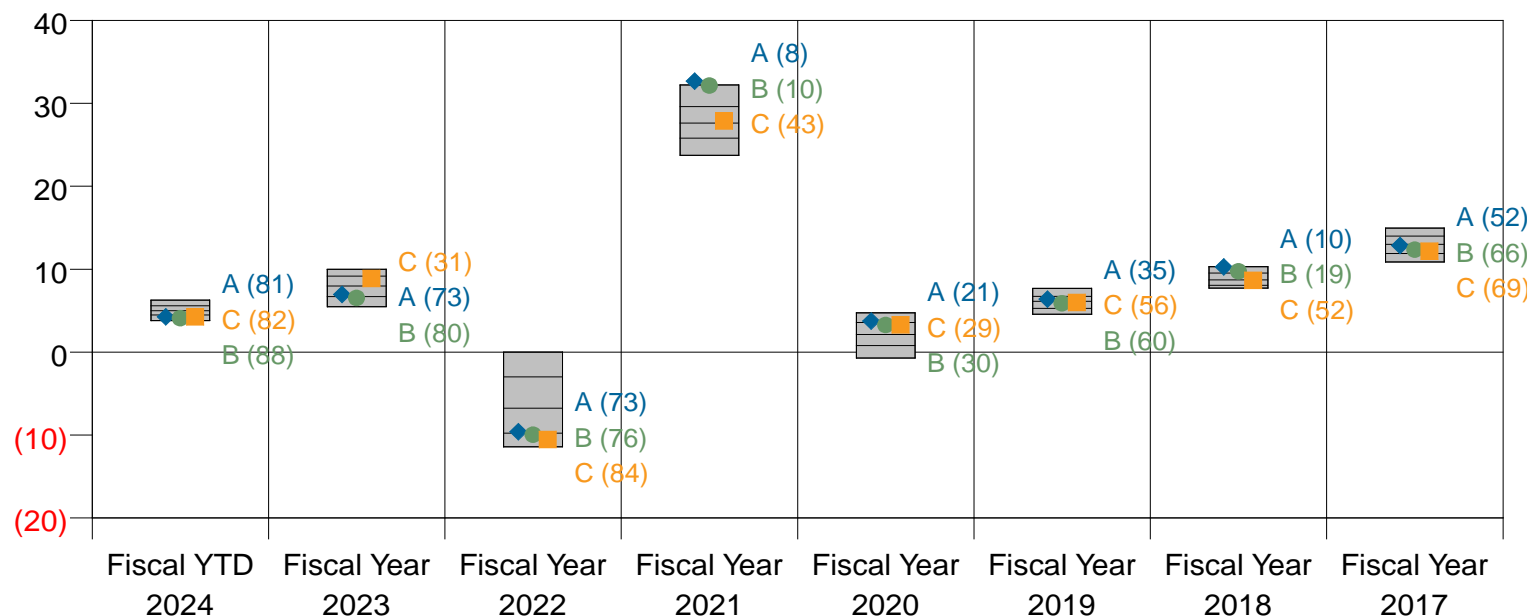 40
30
20
10
0
(10)
(20)
A (81)
C (82)
B (88)
C (31)
A (73)
B (80)
A (73)
B (76)
C (84)
A (8)
B (10)
C (43)
A (21)
C (29)
B (30)
A (35)
C (56)
B (60)
A (10)
B (19)
C (52)
A (52)
B (66)
C (69)
Fiscal YTD
2024
Fiscal Year
2023
Fiscal Year
2022
Fiscal Year
2021
Fiscal Year
2020
Fiscal Year
2019
Fiscal Year
2018
Fiscal Year
2017